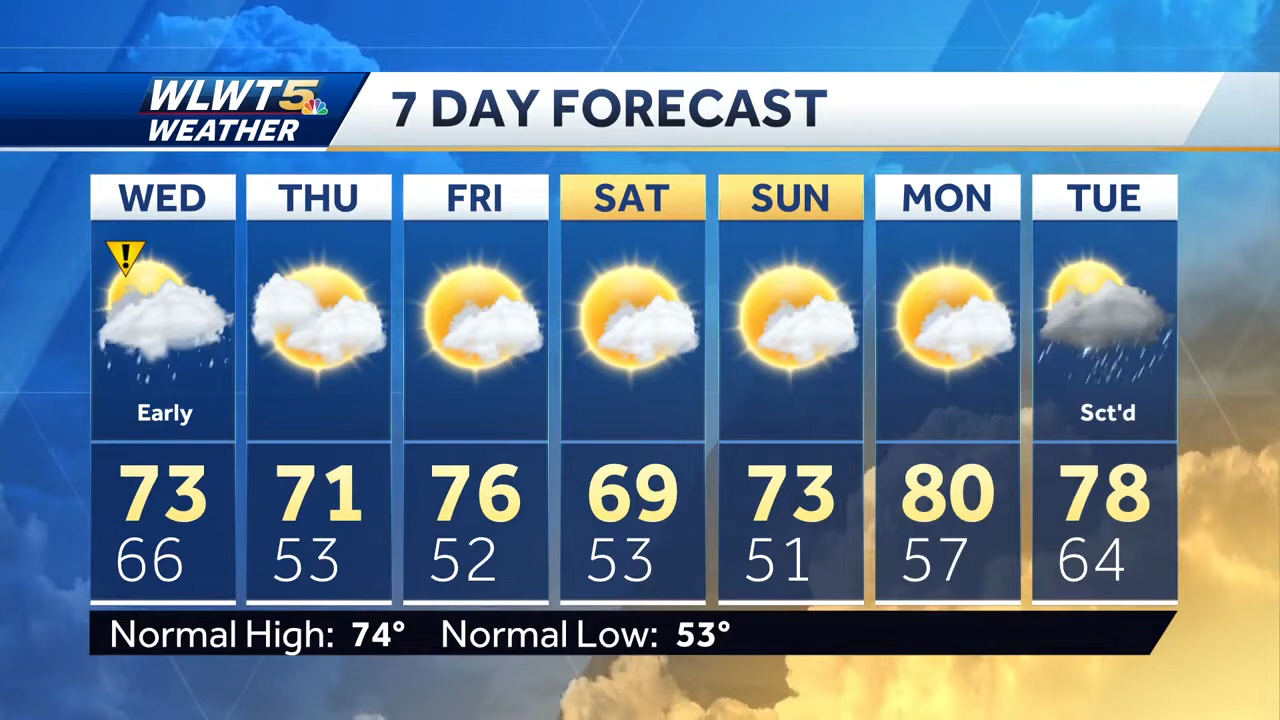 WLWT5
WEATHER
7 DAY FORECAST
WED THU FRI SAT SUN MON TUE
!
Early Sct'd
73 71 76 69 73 80 78
66 53 52 53 51 57 64
Normal High: 74° Normal Low: 53°